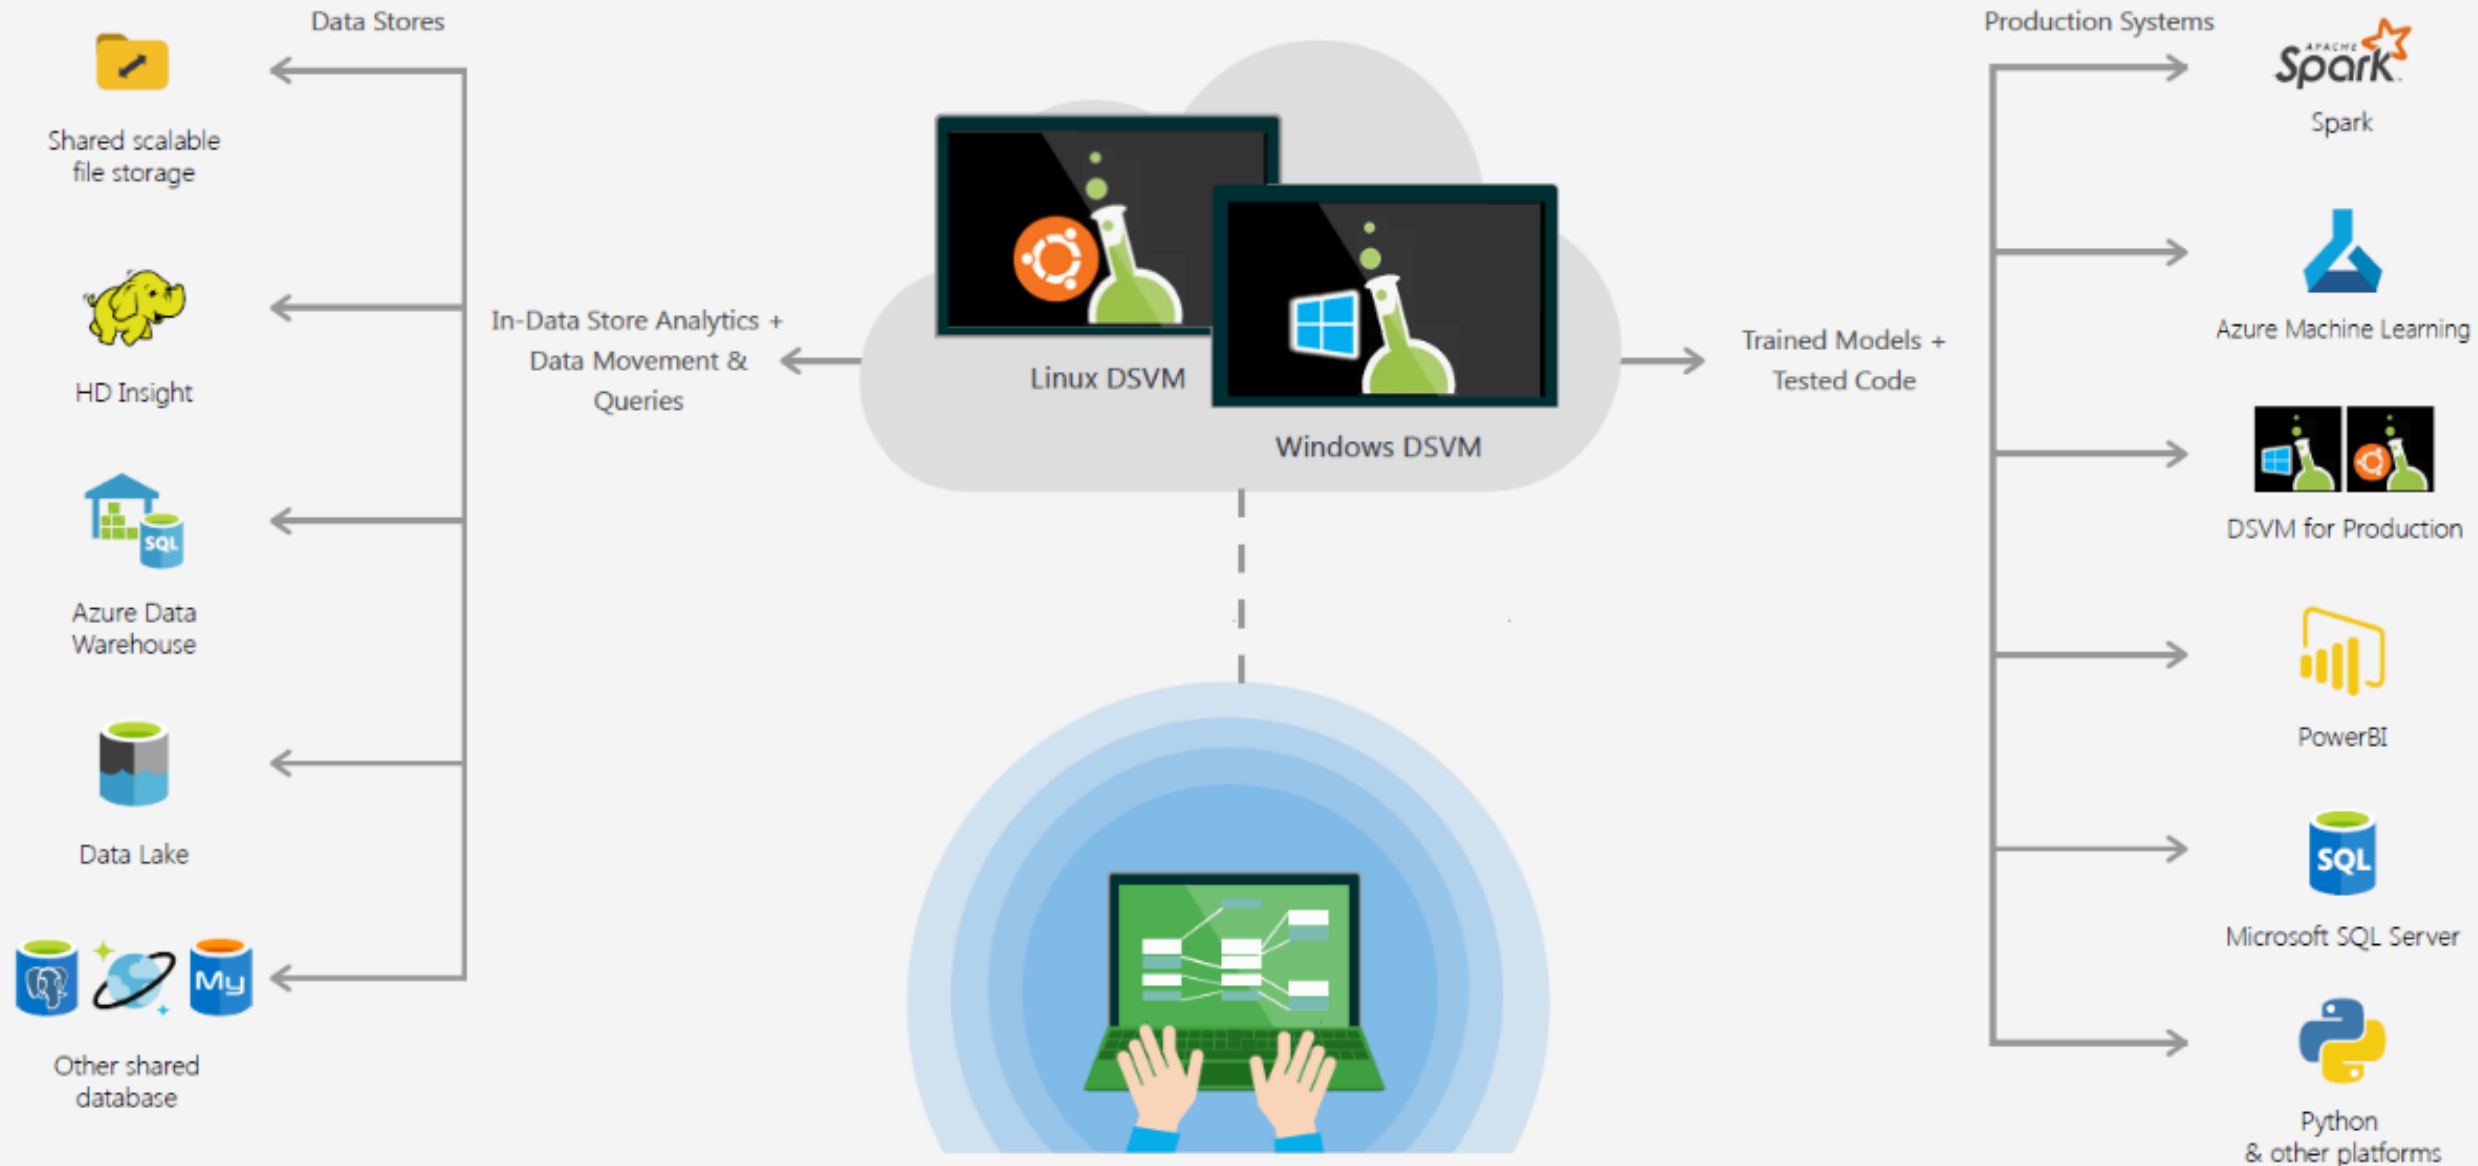 Data Stores
Shared scalable
file storage
HD Insight
SQL
Azure Data
Warehouse
Data Lake
My
Other shared
database
In-Data Store Analytics +
Data Movement &
Queries
Linux DSVM
Windows DSVM
Trained Models +
Tested Code
Production Systems
APACHE
Spark
Spark
Azure Machine Learning
DSVM for Production
PowerBI
SQL
Microsoft SQL Server
Python
& other platforms